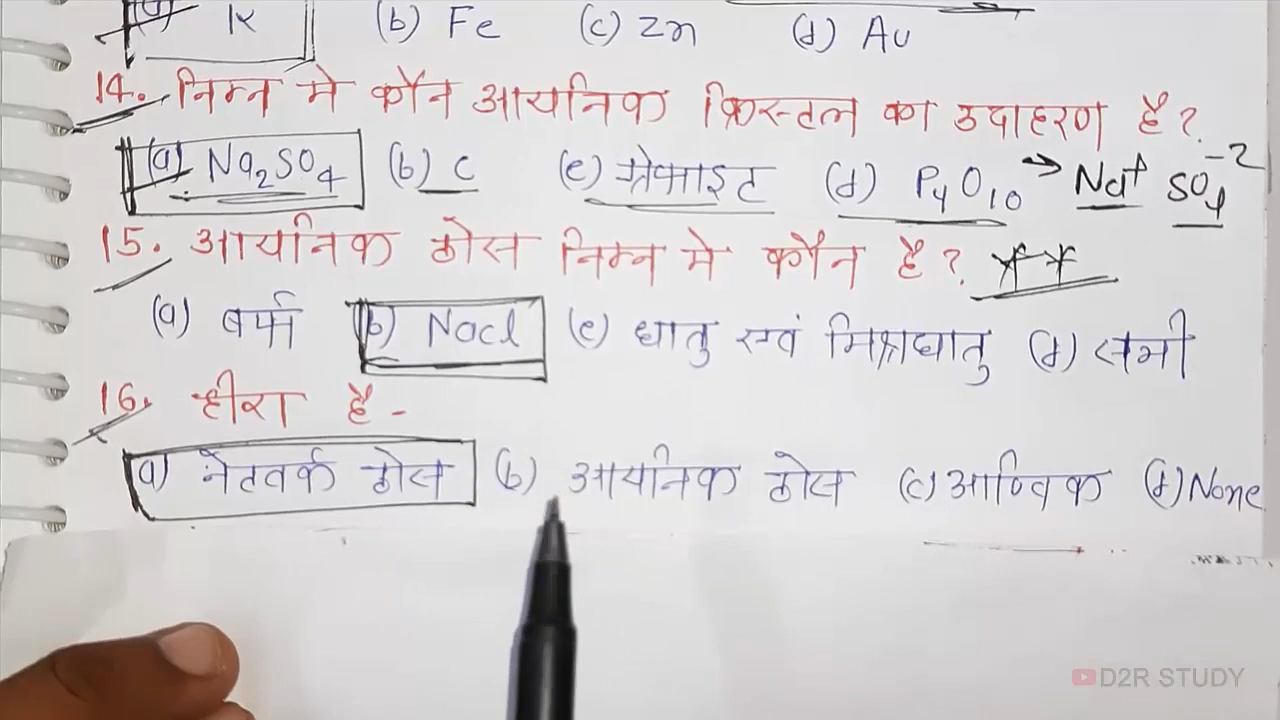 (a) K (b) Fe (c) Zn (d) Au
14. निम्न मे कौन आयनिक क्रिस्टल का उदाहरण है?
(a) Na2SO4 (b) C (c) ग्रेफाइट (d) P4O10 → Na+ SO4-2
15. आयनिक ठोस निम्न मे कौन है? **
(a) बर्फ (b) NaCl (c) धातु एवं मिश्रधातु (d) सभी
16. हीरा है -
(a) नेटवर्क ठोस (b) आयनिक ठोस (c) आण्विक (d) None
D2R STUDY